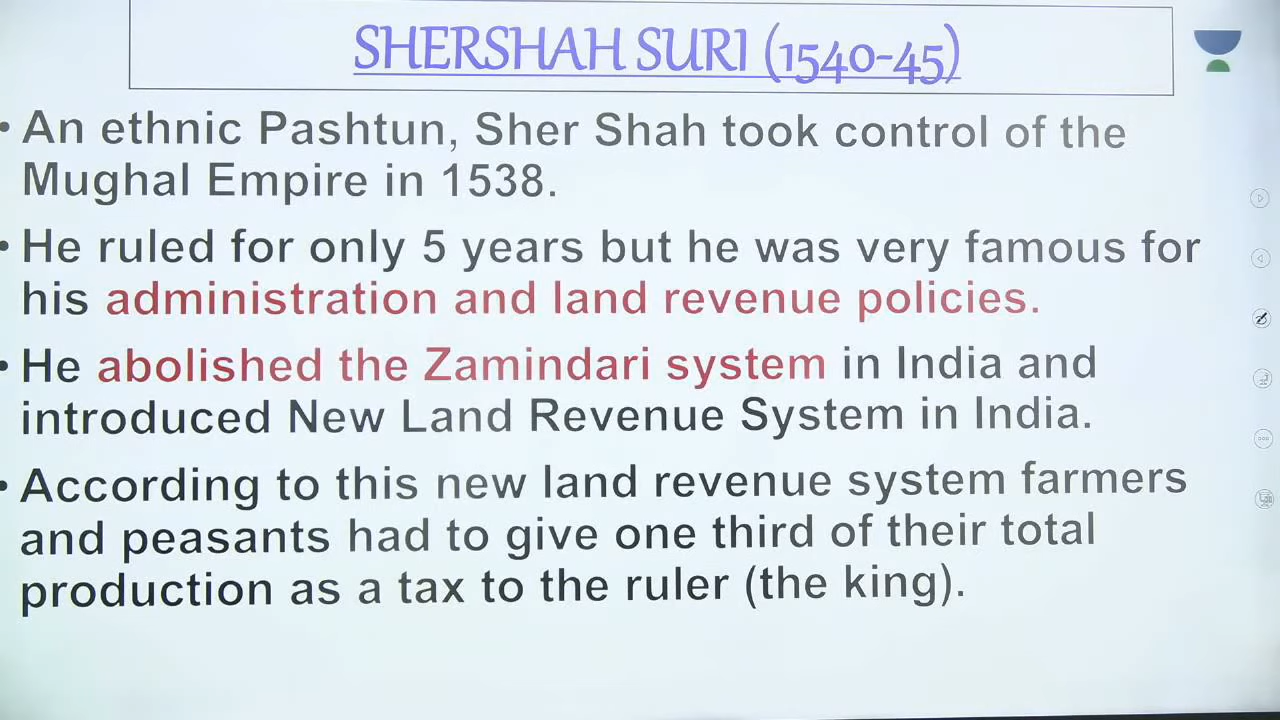 SHERSHAH SURI (1540-45)
• An ethnic Pashtun, Sher Shah took control of the
Mughal Empire in 1538.
• He ruled for only 5 years but he was very famous for
his administration and land revenue policies.
• He abolished the Zamindari system in India and
introduced New Land Revenue System in India.
• According to this new land revenue system farmers
and peasants had to give one third of their total
production as a tax to the ruler (the king).